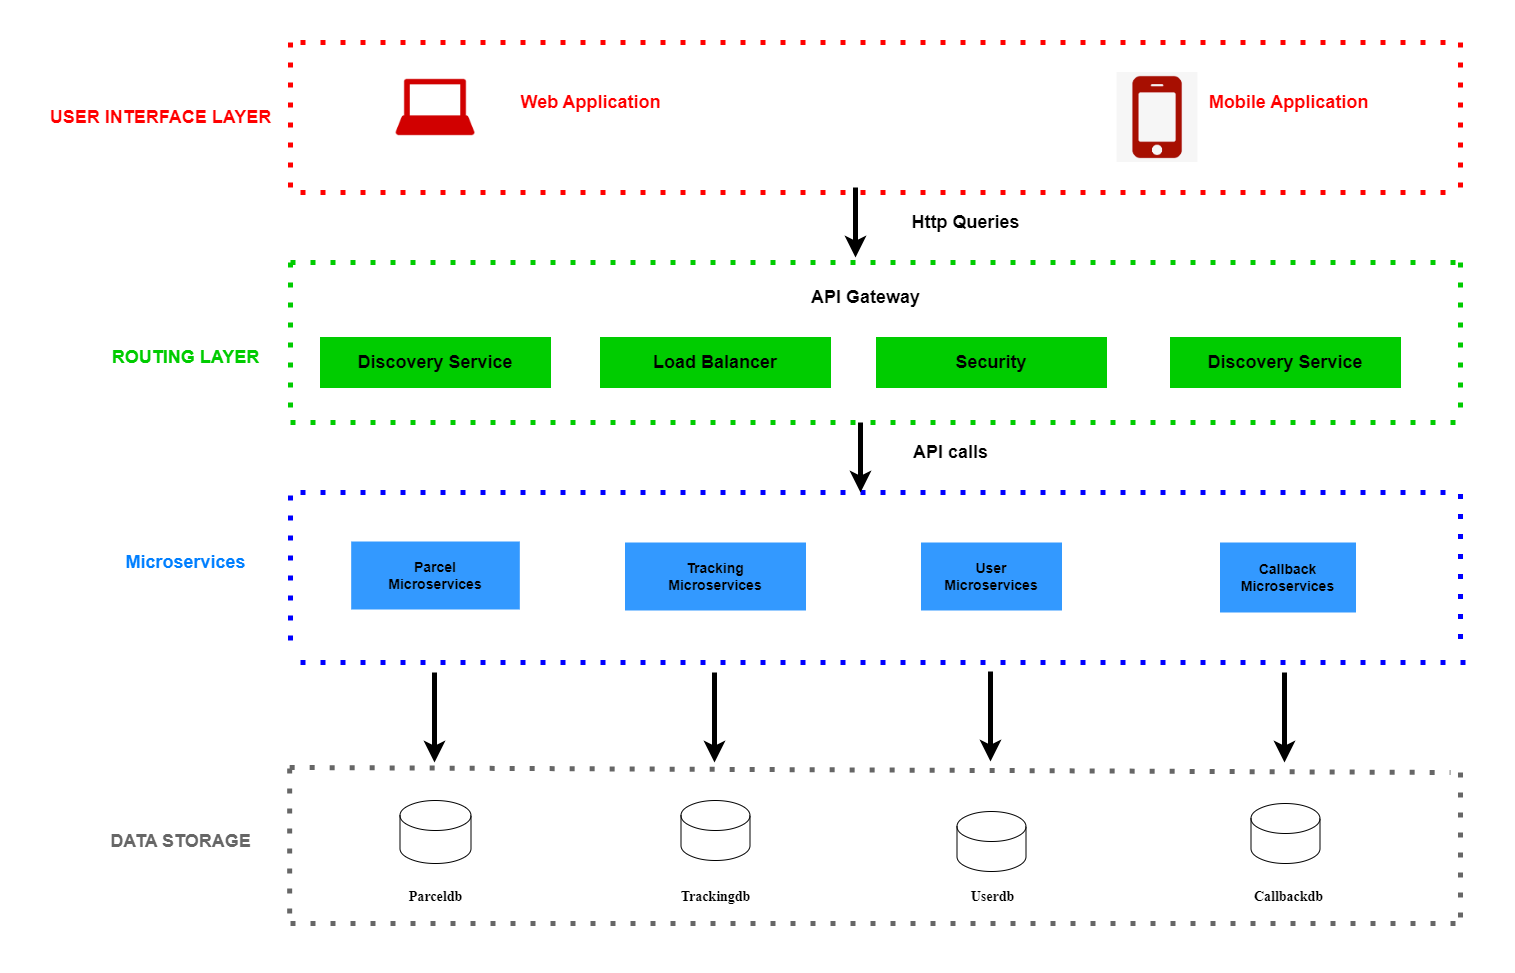 USER INTERFACE LAYER
Web Application
Mobile Application
Http Queries
API Gateway
ROUTING LAYER
Discovery Service
Load Balancer
Security
Discovery Service
API calls
Microservices
Parcel
Microservices
Tracking
Microservices
User
Microservices
Callback
Microservices
DATA STORAGE
Parceldb
Trackingdb
Userdb
Callbackdb